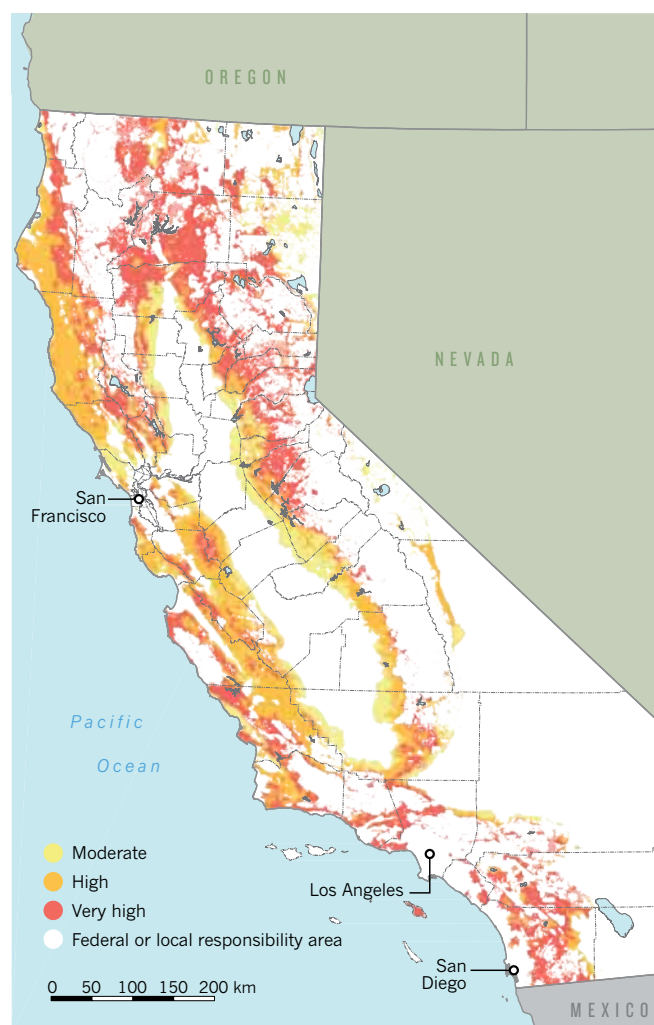 OREGON
NEVADA
San
Francisco
Pacific
Ocean
Moderate
High
Very high
Federal or local responsibility area
Los Angeles
San
Diego
0 50 100 150 200 km
MEXICO